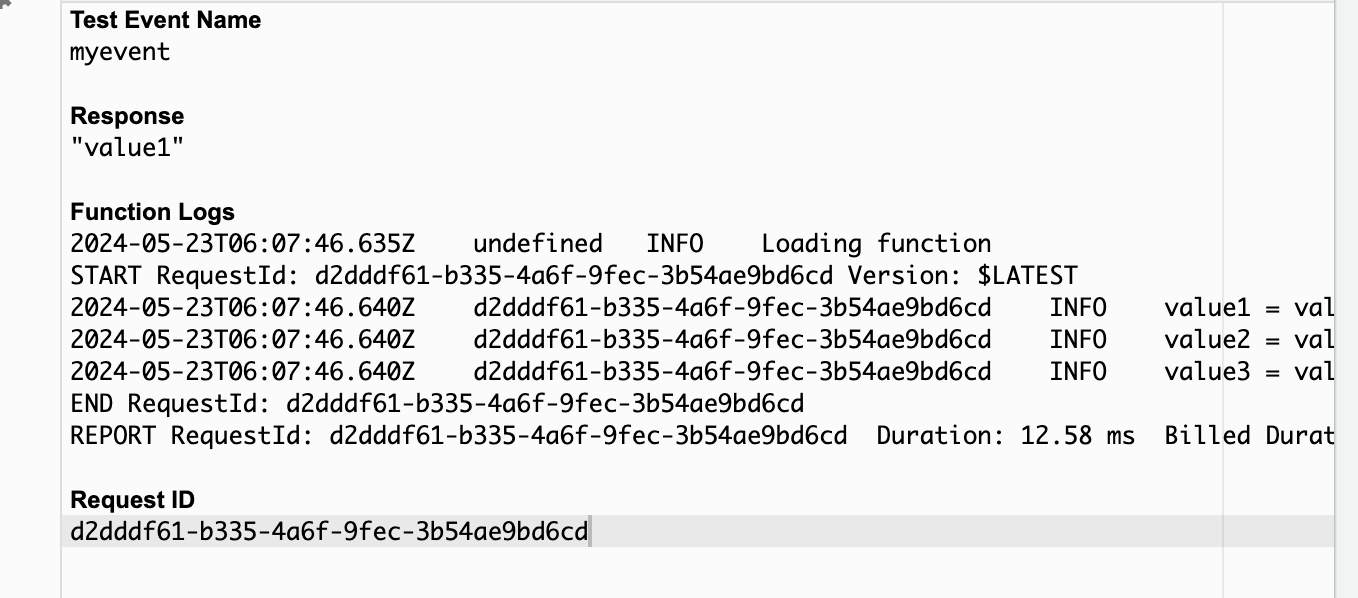 Test Event Name
myevent
Response
"value1"
Function Logs
2024-05-23T06:07:46.635Z undefined INFO Loading function
START RequestId: d2dddf61-b335-4a6f-9fec-3b54ae9bd6cd Version: $LATEST
2024-05-23T06:07:46.640Z d2dddf61-b335-4a6f-9fec-3b54ae9bd6cd INFO value1 = val
2024-05-23T06:07:46.640Z d2dddf61-b335-4a6f-9fec-3b54ae9bd6cd INFO value2 = val
2024-05-23T06:07:46.640Z d2dddf61-b335-4a6f-9fec-3b54ae9bd6cd INFO value3 = val
END RequestId: d2dddf61-b335-4a6f-9fec-3b54ae9bd6cd
REPORT RequestId: d2dddf61-b335-4a6f-9fec-3b54ae9bd6cd Duration: 12.58 ms Billed Durat
Request ID
d2dddf61-b335-4a6f-9fec-3b54ae9bd6cd